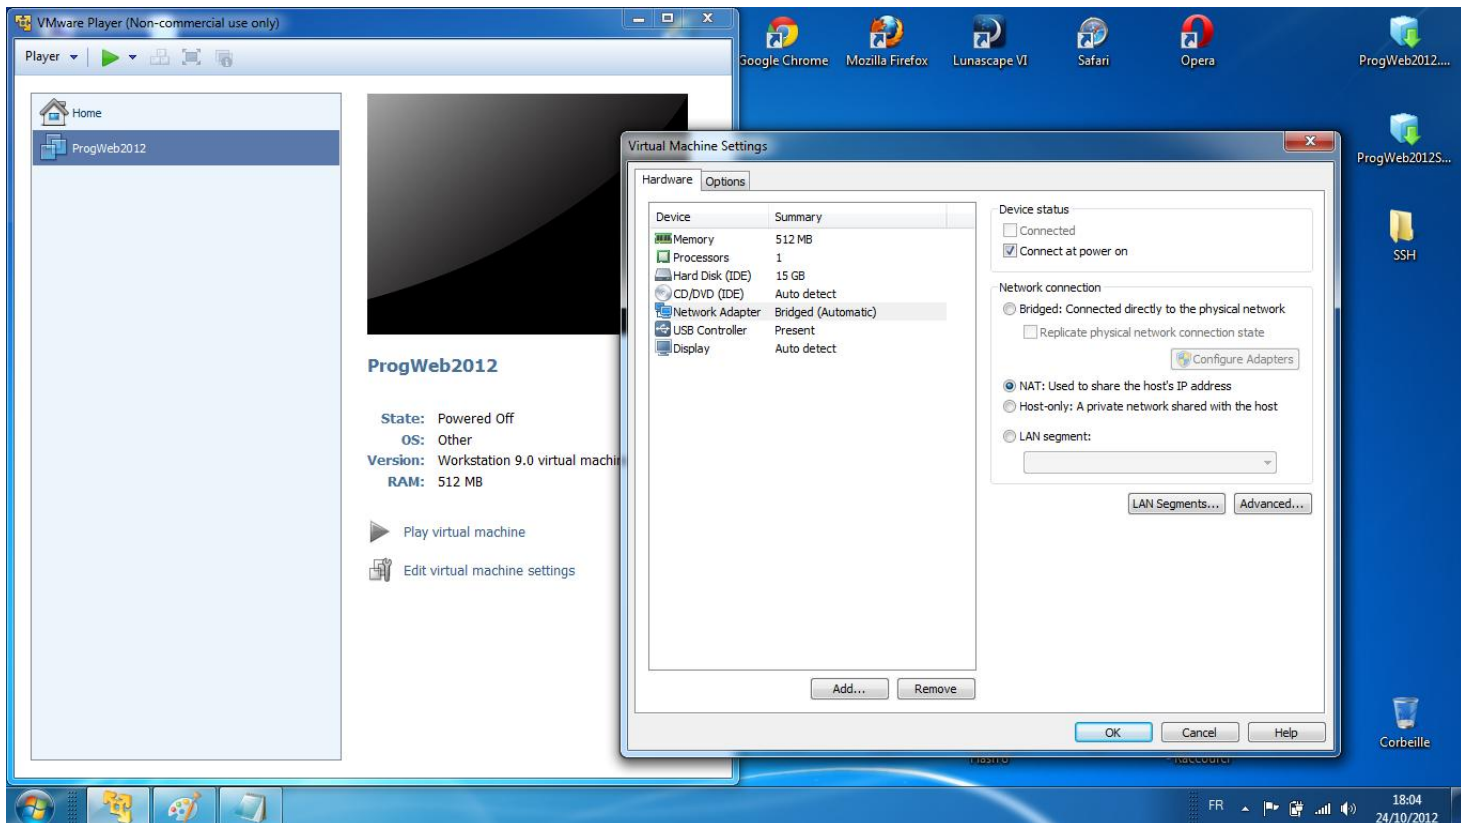 VMware Player (Non-commercial use only)
Player
Home
ProgWeb2012
ProgWeb2012
State: Powered Off
OS: Other
Version: Workstation 9.0 virtual machin
RAM: 512 MB
Play virtual machine
Edit virtual machine settings
Google Chrome
Mozilla Firefox
Lunascape VI
Safari
Opera
ProgWeb2012....
ProgWeb2012S...
SSH
Corbeille
Virtual Machine Settings
Hardware Options
Device Summary
Memory 512 MB
Processors 1
Hard Disk (IDE) 15 GB
CD/DVD (IDE) Auto detect
Network Adapter Bridged (Automatic)
USB Controller Present
Display Auto detect
Add... Remove
Device status
Connected
Connect at power on
Network connection
Bridged: Connected directly to the physical network
Replicate physical network connection state
Configure Adapters
NAT: Used to share the host's IP address
Host-only: A private network shared with the host
LAN segment:
LAN Segments... Advanced...
OK Cancel Help
FR
18:04
24/10/2012